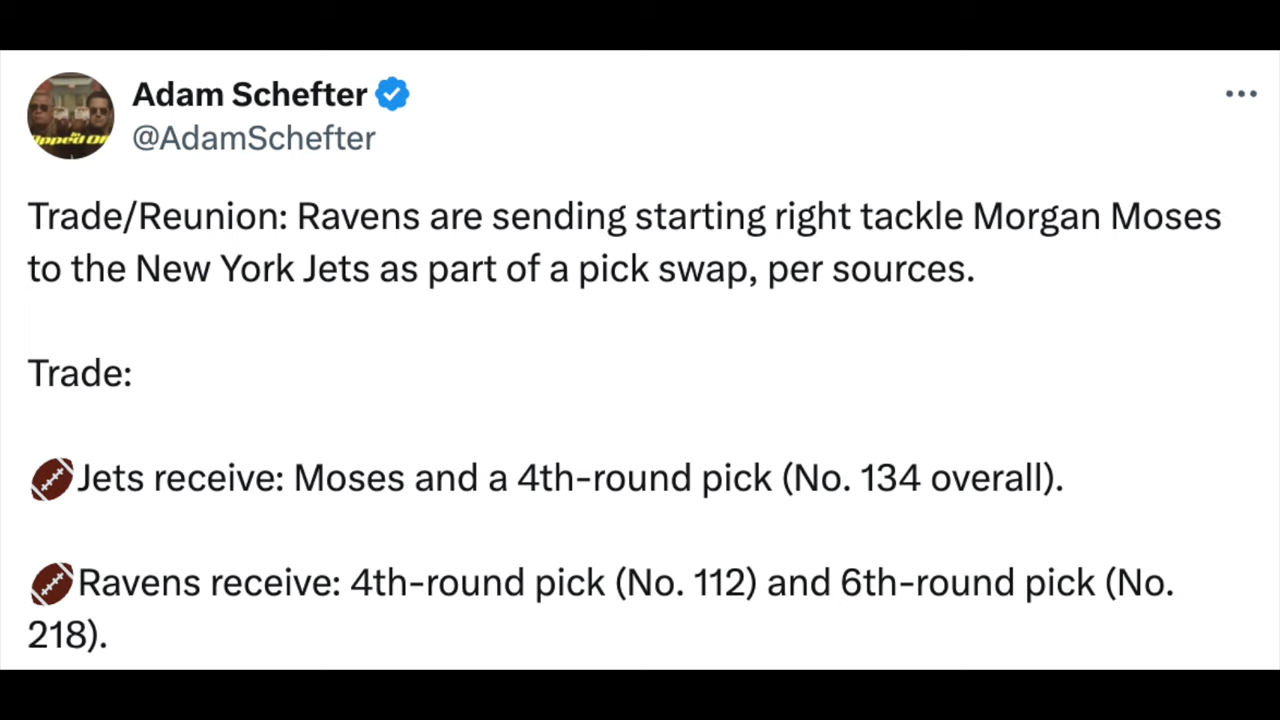 Adam Schefter
@AdamSchefter
Trade/Reunion: Ravens are sending starting right tackle Morgan Moses
to the New York Jets as part of a pick swap, per sources.
Trade:
🏈Jets receive: Moses and a 4th-round pick (No. 134 overall).
🏈Ravens receive: 4th-round pick (No. 112) and 6th-round pick (No.
218).